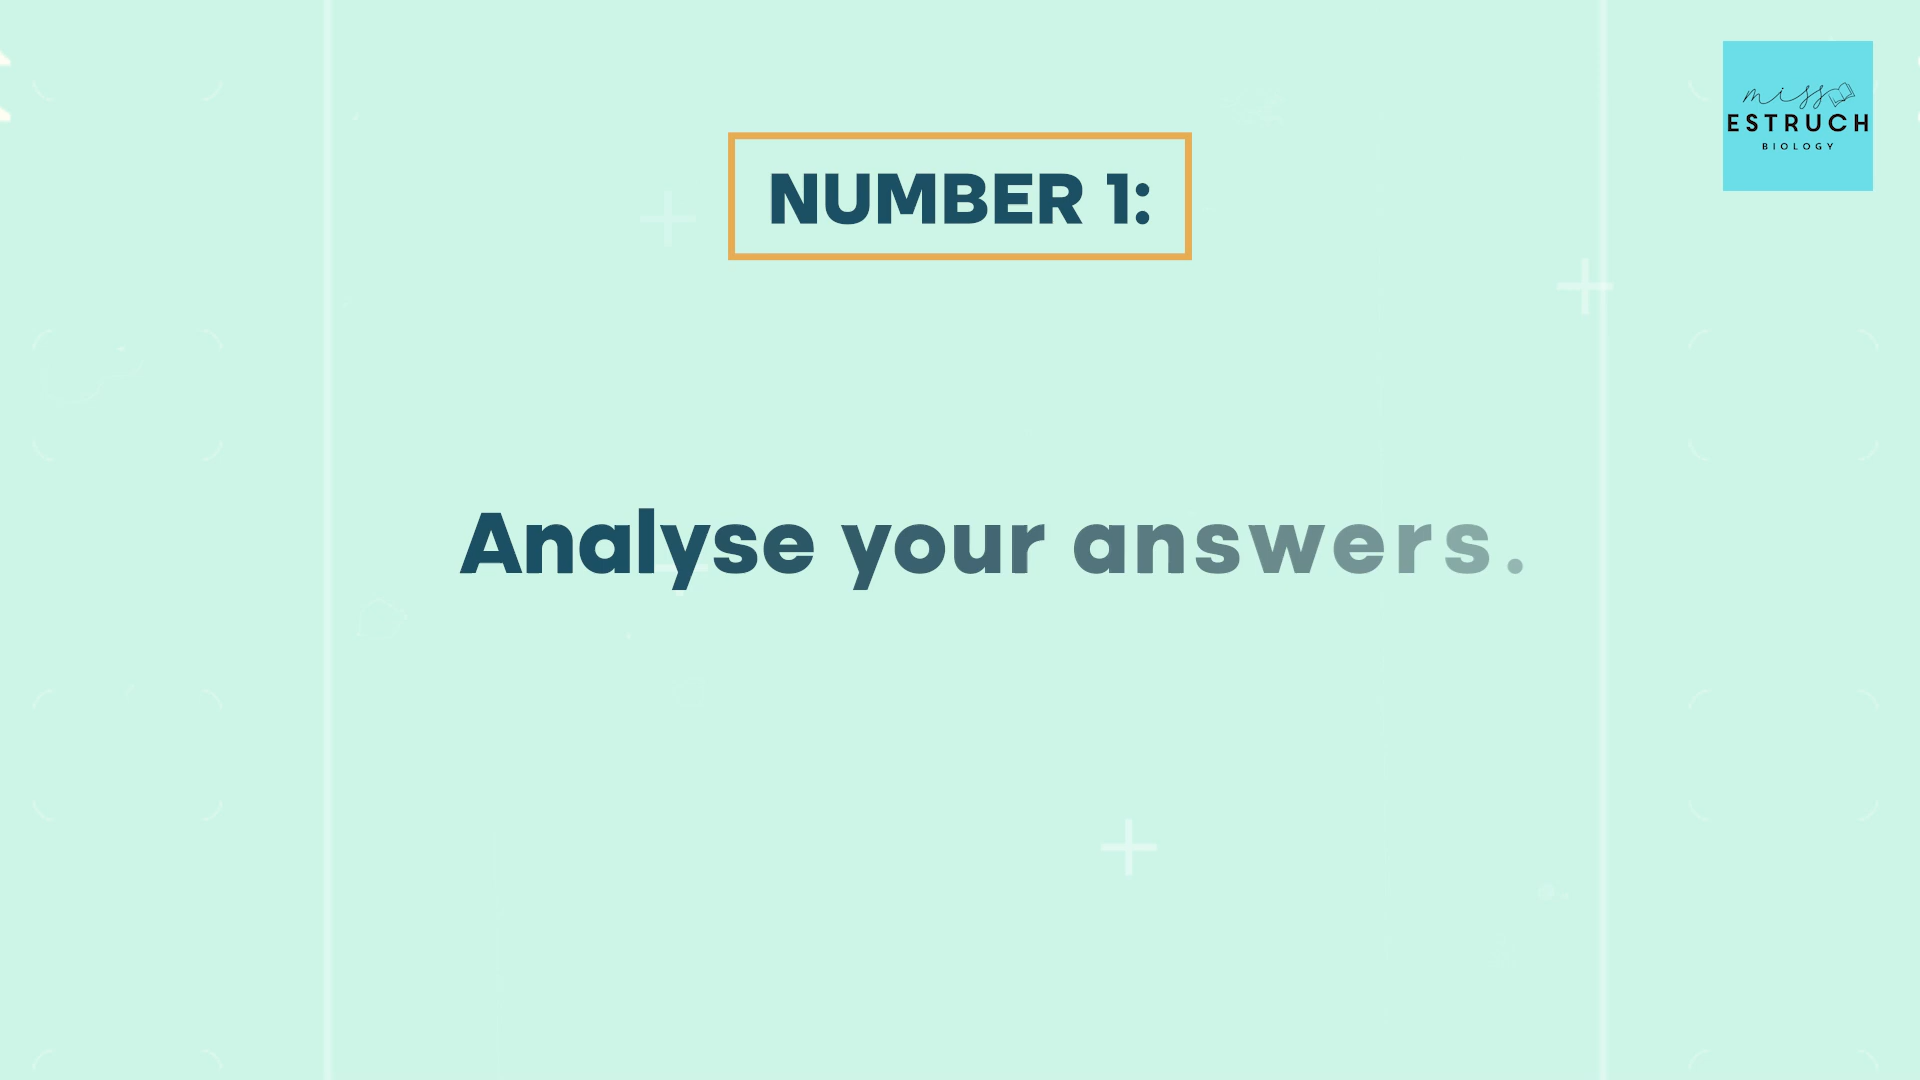 miss
ESTRUCH
BIOLOGY
NUMBER 1:
Analyse your answers.